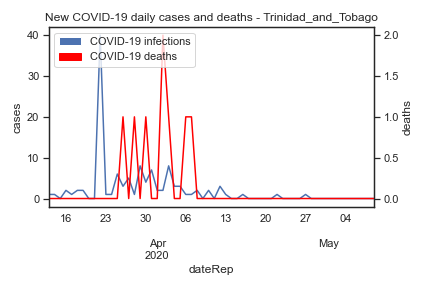 New COVID-19 daily cases and deaths - Trinidad_and_Tobago
COVID-19 infections
COVID-19 deaths
40
30
20
10
0
cases
2.0
1.5
1.0
0.5
0.0
deaths
16 23 30 06 13 20 27 04
Apr May
2020
dateRep